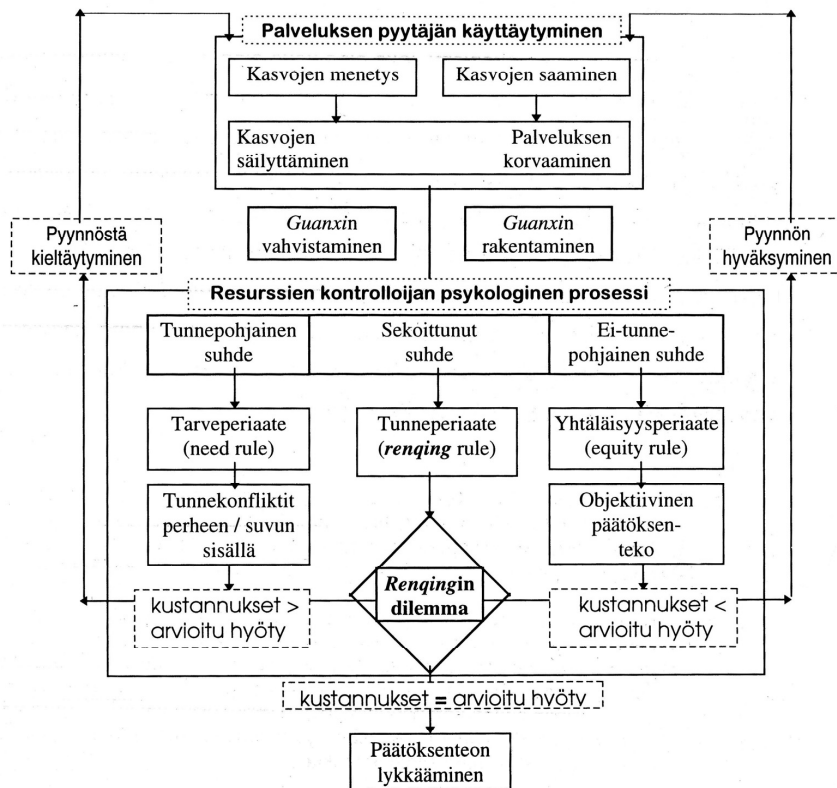 Palveluksen pyytäjän käyttäytyminen
Kasvojen menetys
Kasvojen saaminen
Kasvojen
säilyttäminen
Palveluksen
korvaaminen
Pyynnöstä
kieltäytyminen
Guanxin
vahvistaminen
Guanxin
rakentaminen
Pyynnön
hyväksyminen
Resurssien kontrolloijan psykologinen prosessi
Tunnepohjainen
suhde
Sekoittunut
suhde
Ei-tunne-
pohjainen suhde
Tarveperiaate
(need rule)
Tunneperiaate
(renqing rule)
Yhtäläisyysperiaate
(equity rule)
Tunnekonfliktit
perheen / suvun
sisällä
Objektiivinen
päätöksen-
teko
kustannukset >
arvioitu hyöty
Renqingin
dilemma
kustannukset <
arvioitu hyöty
kustannukset = arvioitu hyöty
Päätöksenteon
lykkääminen